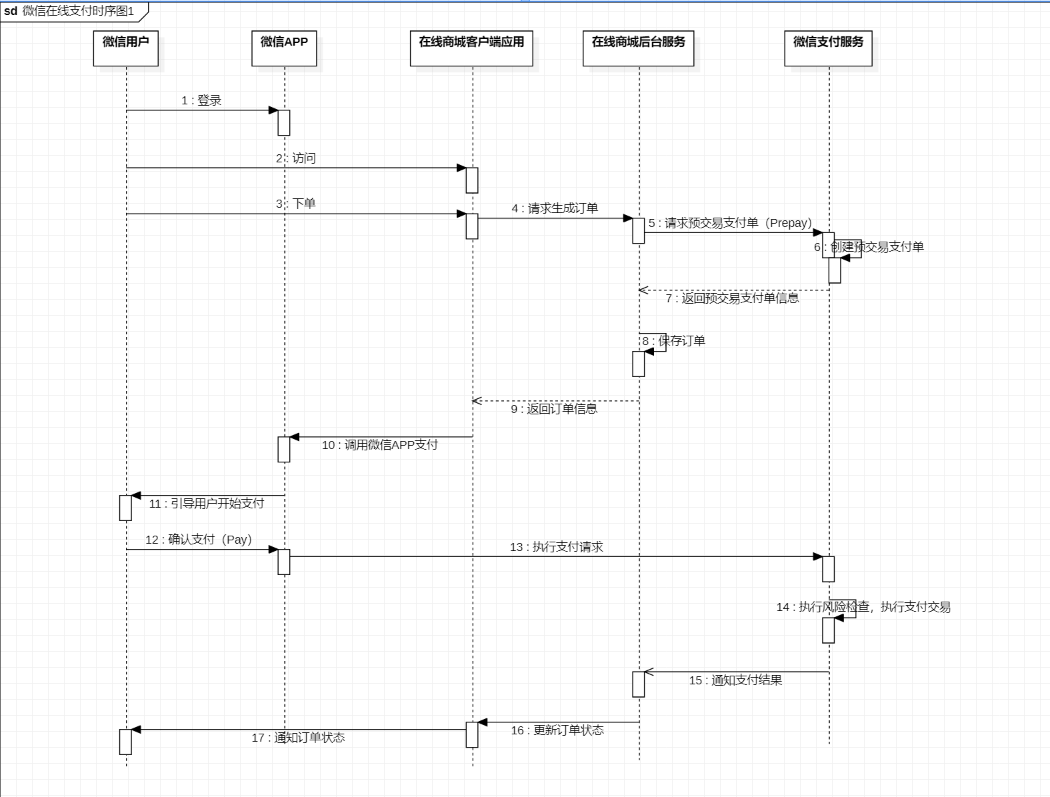 sd 微信在线支付时序图1
微信用户
微信APP
在线商城客户端应用
在线商城后台服务
微信支付服务
1 : 登录
2 : 访问
3 : 下单
4 : 请求生成订单
5 : 请求预交易支付单（Prepay）
6 : 创建预交易支付单
7 : 返回预交易支付单信息
8 : 保存订单
9 : 返回订单信息
10 : 调用微信APP支付
11 : 引导用户开始支付
12 : 确认支付（Pay）
13 : 执行支付请求
14 : 执行风险检查，执行支付交易
15 : 通知支付结果
16 : 更新订单状态
17 : 通知订单状态